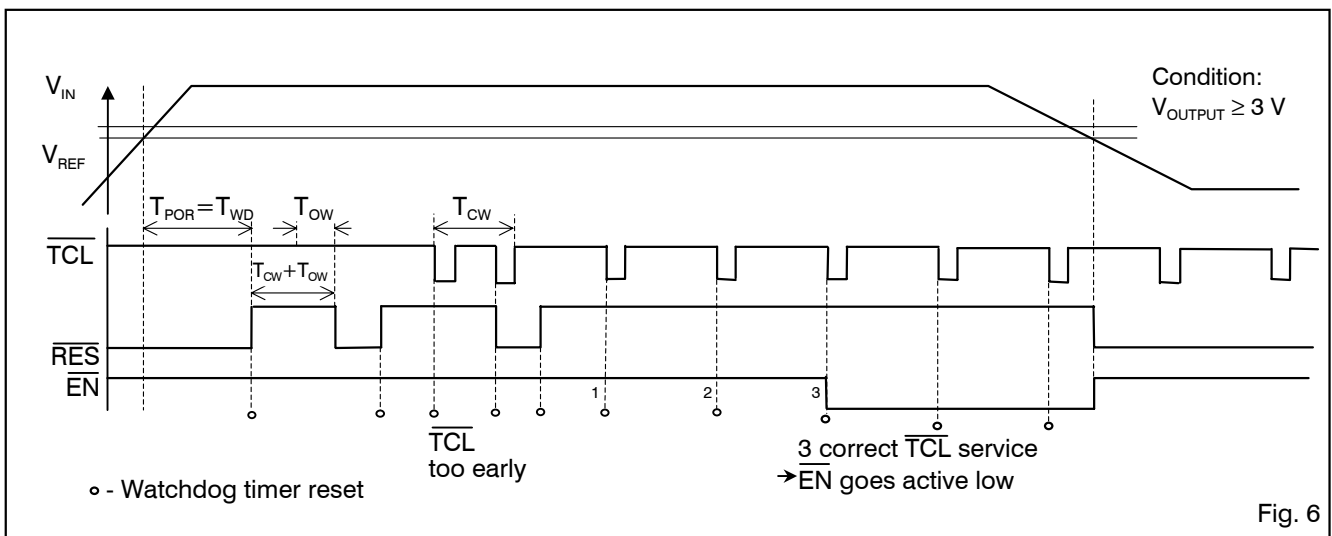 V_IN
Condition:
V_OUTPUT ≥ 3 V
V_REF
T_POR=T_WD
T_OW
T_CW
TCL
T_CW+T_OW
RES
EN
1
2
3
TCL
too early
3 correct TCL service
→EN goes active low
o - Watchdog timer reset
Fig. 6